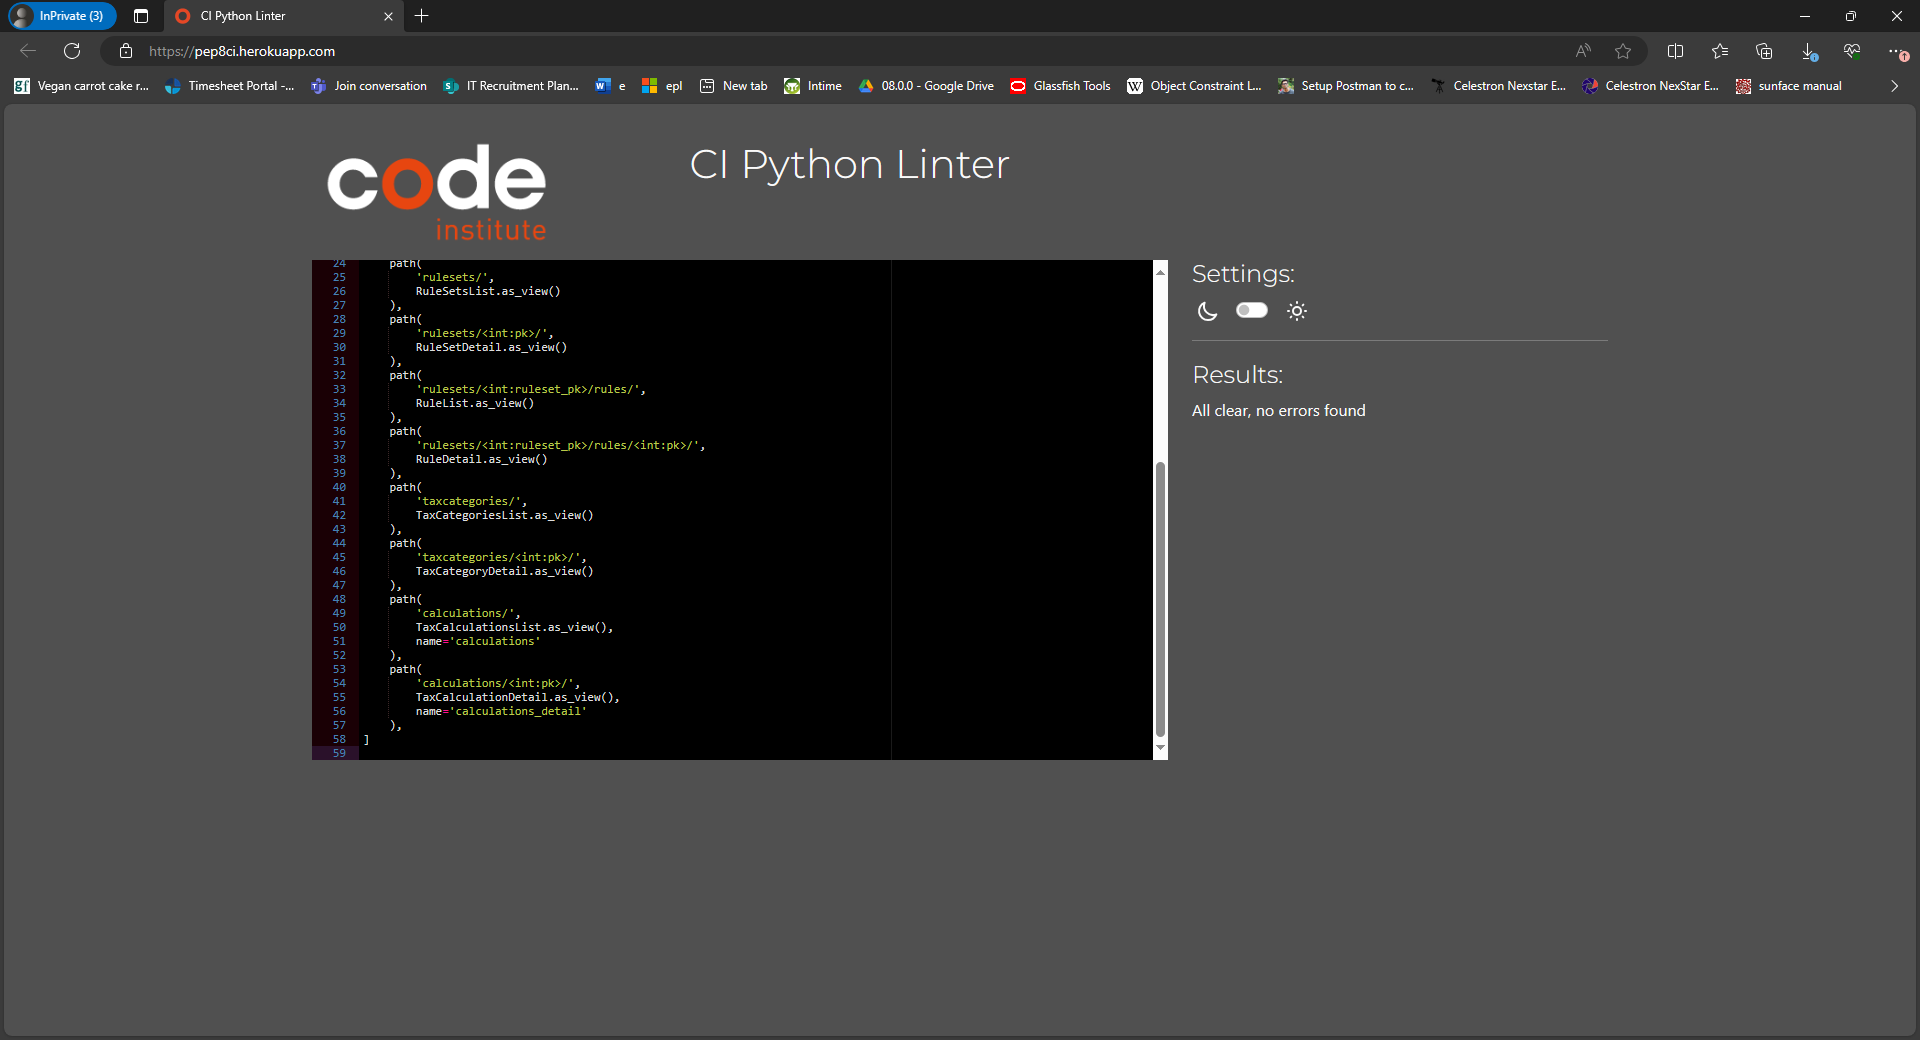 InPrivate (3)
CI Python Linter
https://pep8ci.herokuapp.com
Vegan carrot cake r...
Timesheet Portal -...
Join conversation
IT Recruitment Plan...
e
epl
New tab
Intime
08.0.0 - Google Drive
Glassfish Tools
Object Constraint L...
Setup Postman to c...
Celestron Nexstar E...
Celestron NexStar E...
sunface manual
code
institute
CI Python Linter
24 path(
25 'rulesets/',
26 RuleSetsList.as_view()
27 ),
28 path(
29 'rulesets/<int:pk>/',
30 RuleSetDetail.as_view()
31 ),
32 path(
33 'rulesets/<int:ruleset_pk>/rules/',
34 RuleList.as_view()
35 ),
36 path(
37 'rulesets/<int:ruleset_pk>/rules/<int:pk>/',
38 RuleDetail.as_view()
39 ),
40 path(
41 'taxcategories/',
42 TaxCategoriesList.as_view()
43 ),
44 path(
45 'taxcategories/<int:pk>/',
46 TaxCategoryDetail.as_view()
47 ),
48 path(
49 'calculations/',
50 TaxCalculationsList.as_view(),
51 name='calculations'
52 ),
53 path(
54 'calculations/<int:pk>/',
55 TaxCalculationDetail.as_view(),
56 name='calculations_detail'
57 ),
58 ]
59
Settings:
Results:
All clear, no errors found